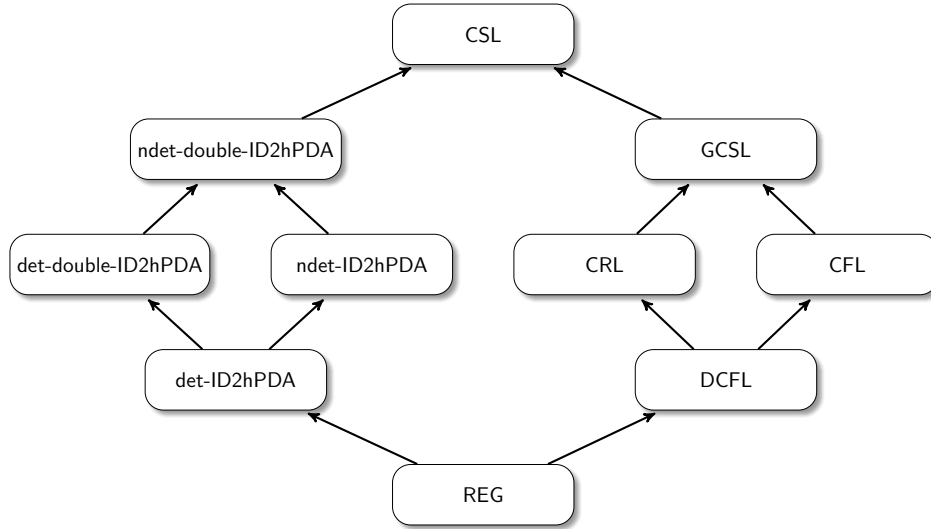 CSL
ndet-double-ID2hPDA
GCSL
det-double-ID2hPDA
ndet-ID2hPDA
CRL
CFL
det-ID2hPDA
DCFL
REG